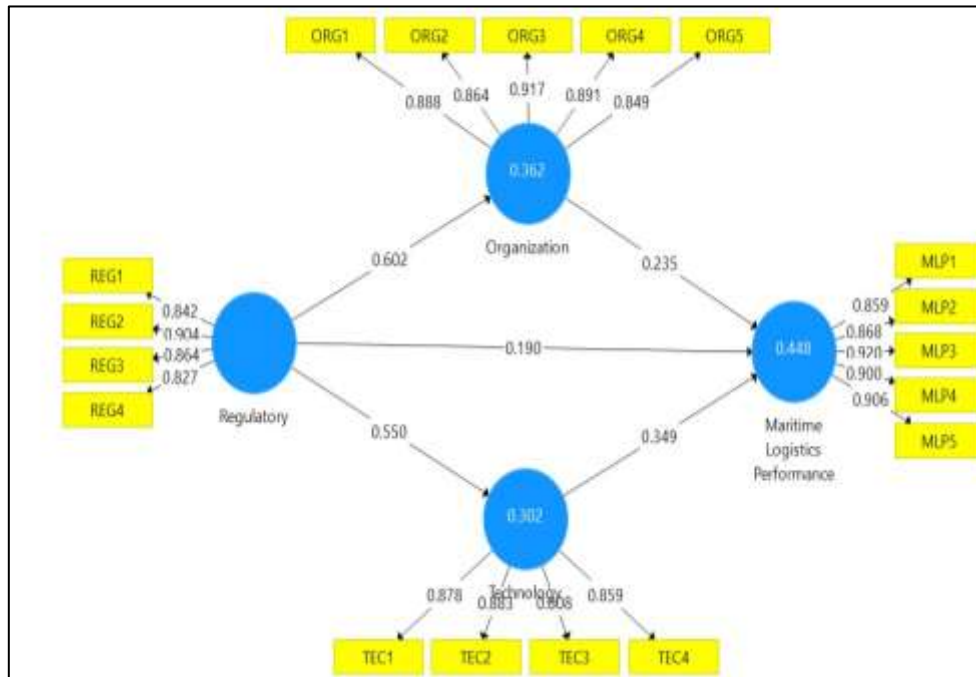 ORG1 ORG2 ORG3 ORG4 ORG5
0.888 0.864 0.917 0.891 0.849
0.362
Organization
0.602 0.235
REG1
REG2
REG3
REG4
0.842
0.904
0.864
0.827
Regulatory
0.190
0.448
MLP1
MLP2
MLP3
MLP4
MLP5
0.859
0.868
0.920
0.900
0.906
Maritime
Logistics
Performance
0.550 0.349
0.302
Technology
0.878 0.883 0.859
TEC1 TEC2 TEC3 TEC4